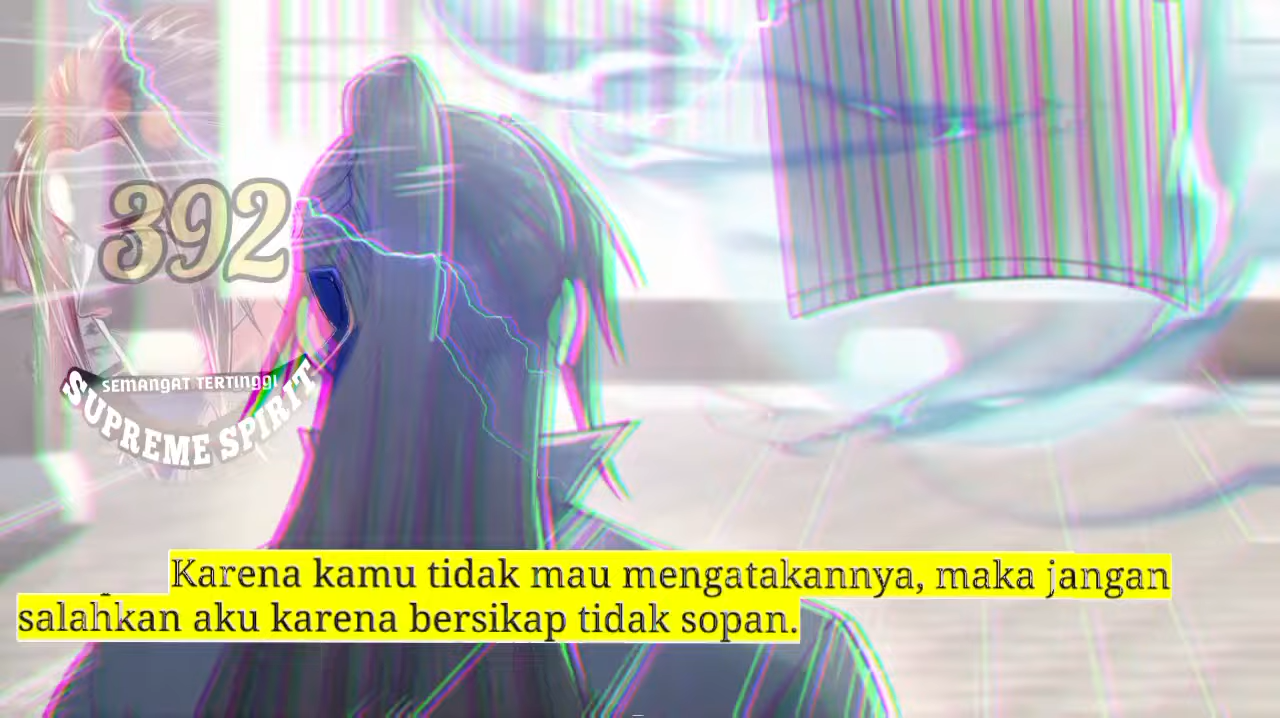 392
SEMANGAT TERTINGGI
SUPREME SPIRIT
Karena kamu tidak mau mengatakannya, maka jangan
salahkan aku karena bersikap tidak sopan.